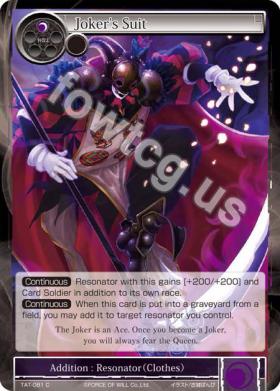 Joker's Suit
fowtcg.us
Continuous Resonator with this gains [+200/+200] and
Card Soldier in addition to its own race.
Continuous When this card is put into a graveyard from a
field, you may add it to target resonator you control.
The Joker is an Ace. Once you become a Joker,
you will always fear the Queen.
Addition : Resonator (Clothes)
TAT-081 C
©FORCE OF WILL Co.,Ltd.